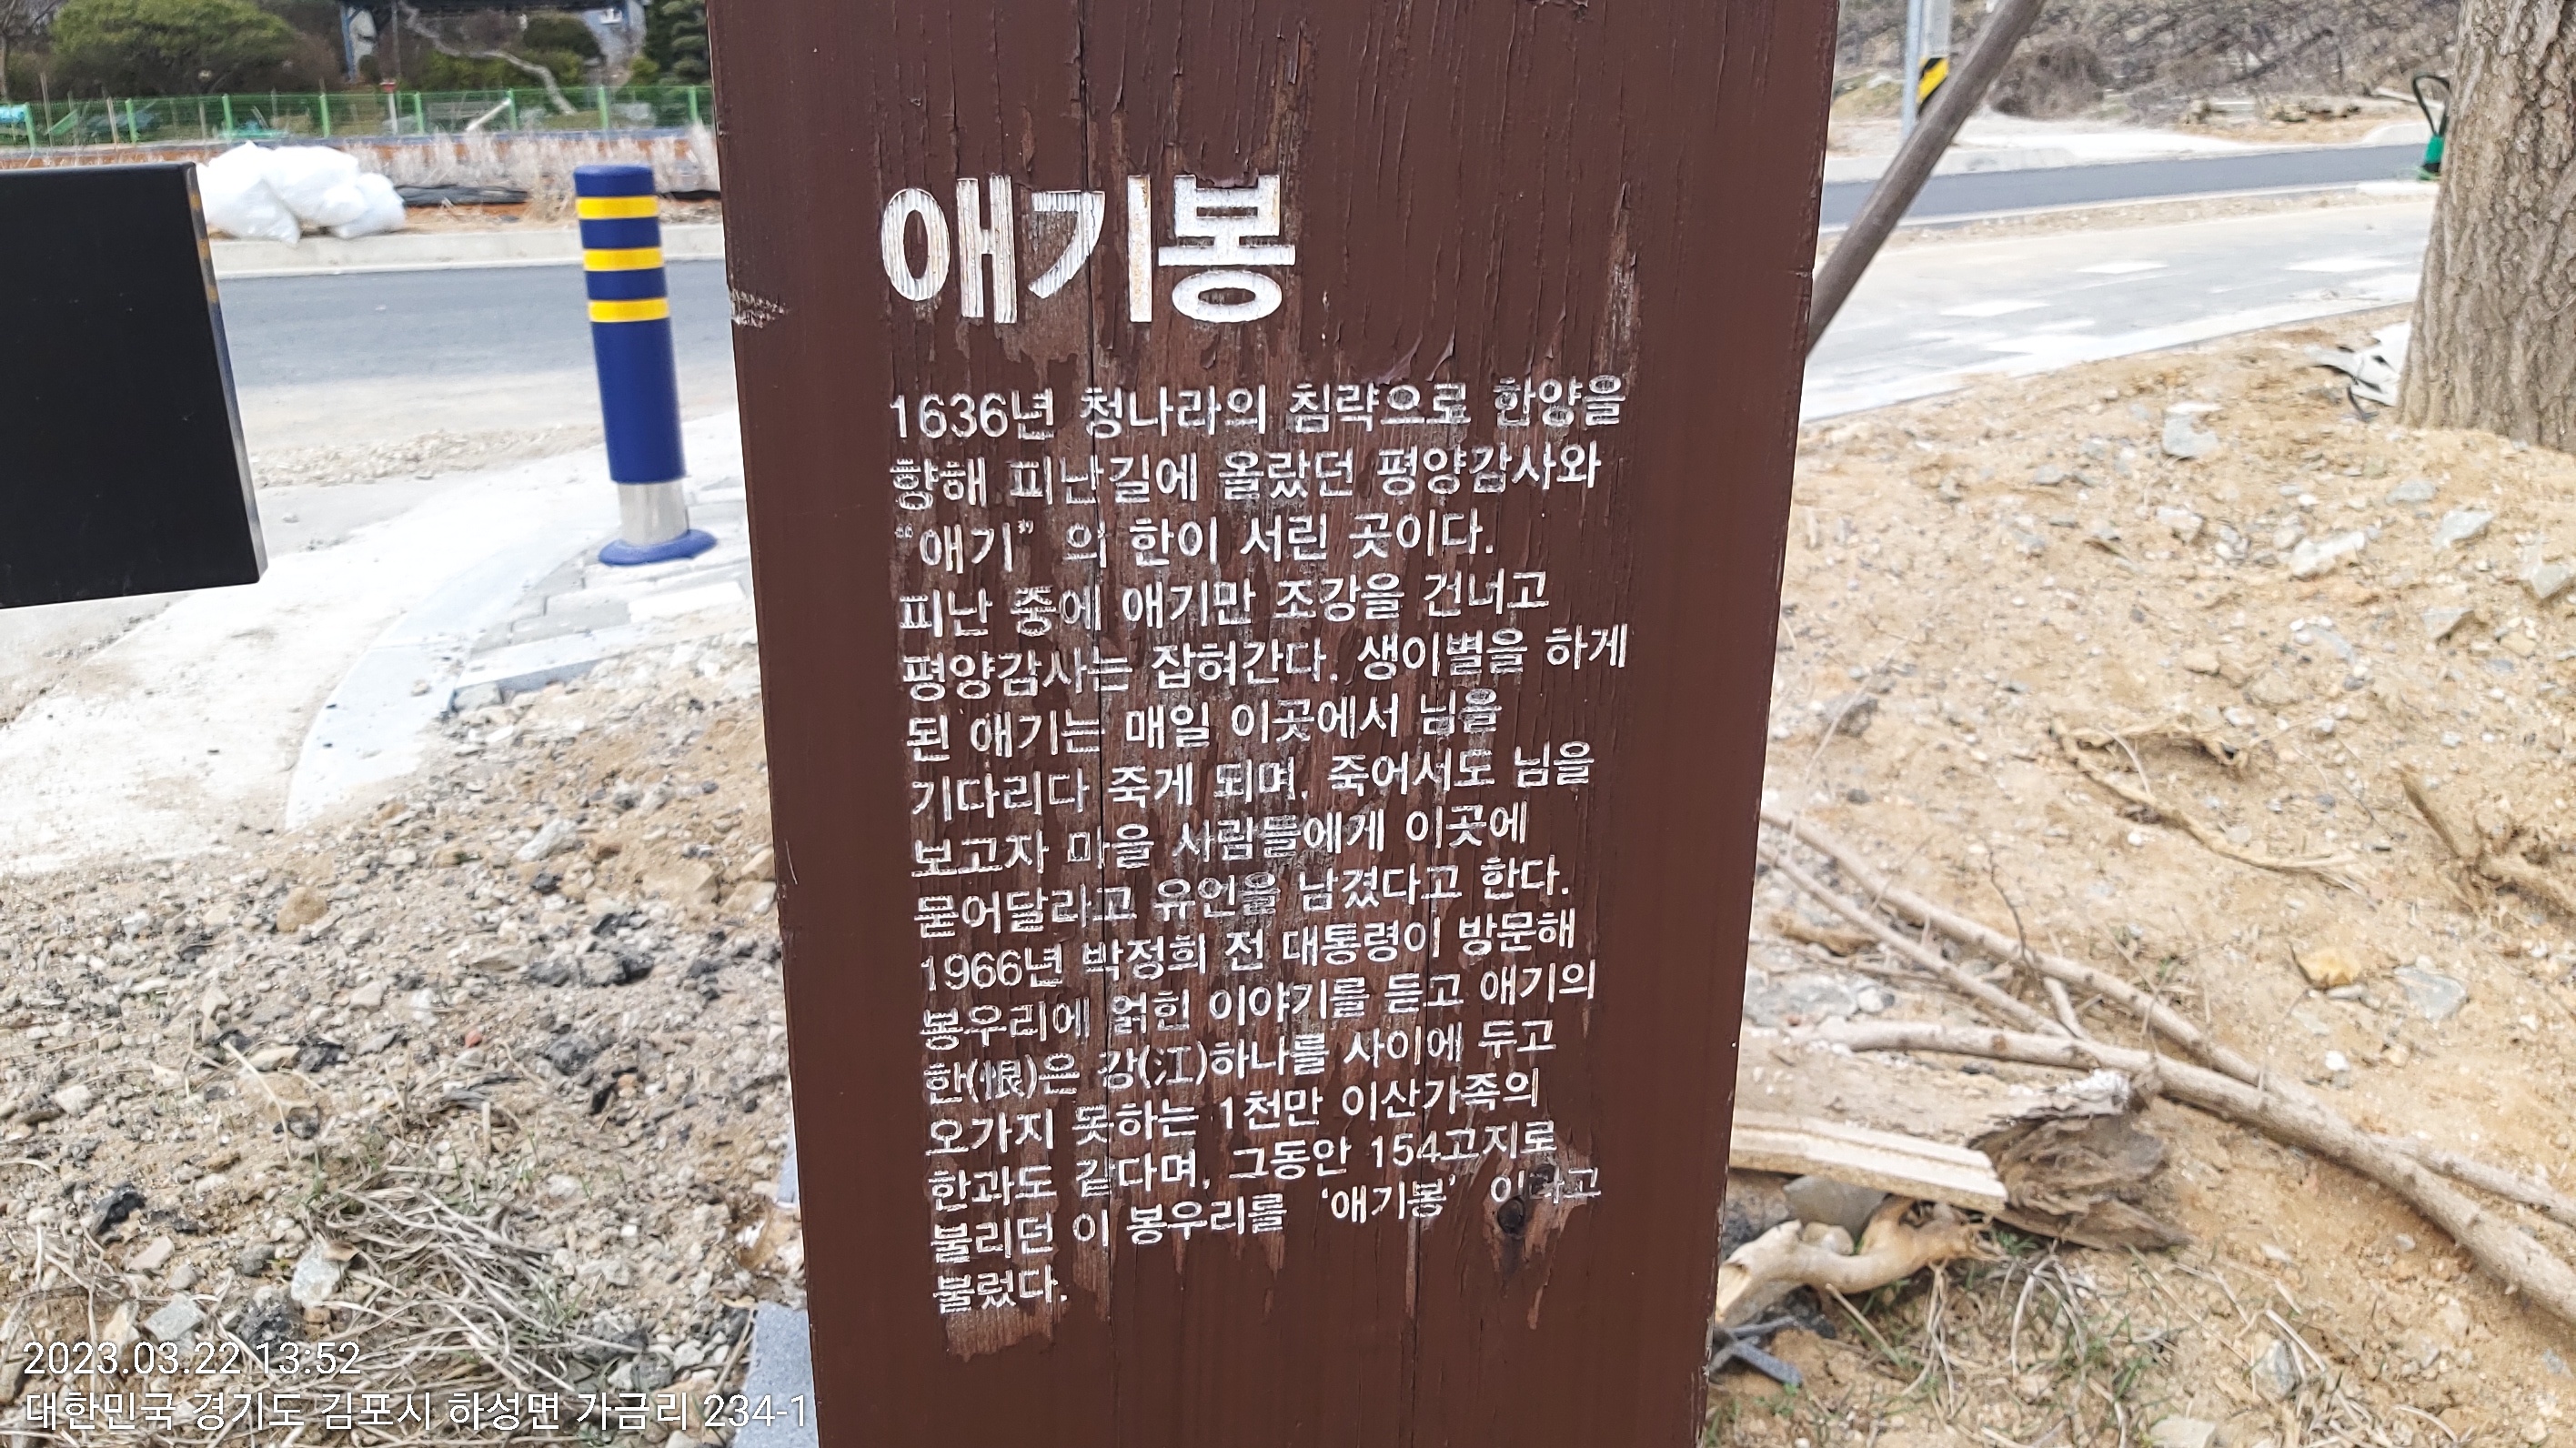 애기봉
1636년 청나라의 침략으로 한양을
향해 피난길에 올랐던 평양감사와
“애기” 의 한이 서린 곳이다.
피난 중에 애기만 조강을 건너고
평양감사는 잡혀간다. 생이별을 하게
된 애기는 매일 이곳에서 님을
기다리다 죽게 되며, 죽어서도 님을
보고자 마을 사람들에게 이곳에
묻어달라고 유언을 남겼다고 한다.
1966년 박정희 전 대통령이 방문해
봉우리에 얽힌 이야기를 듣고 애기의
한(恨)은 강(江)하나를 사이에 두고
오가지 못하는 1천만 이산가족의
한과도 같다며, 그동안 154고지로
불리던 이 봉우리를 ‘애기봉’ 이라고
불렀다.
2023.03.22 13:52
대한민국 경기도 김포시 하성면 가금리 234-1